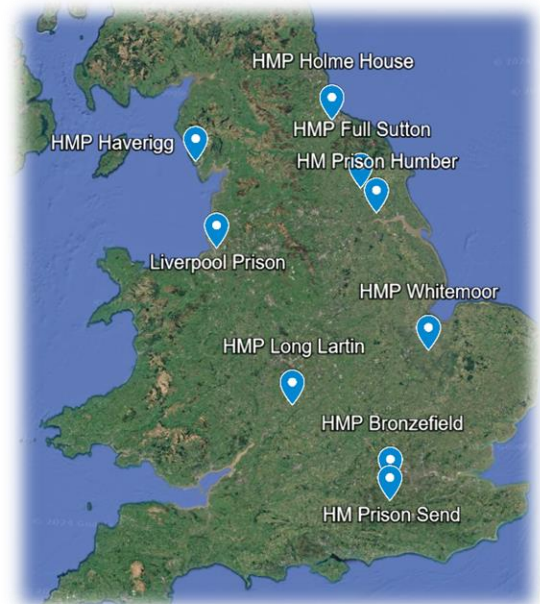 HMP Holme House
HMP Full Sutton
HMP Haverigg
HM Prison Humber
Liverpool Prison
HMP Whitemoor
HMP Long Lartin
HMP Bronzefield
HM Prison Send